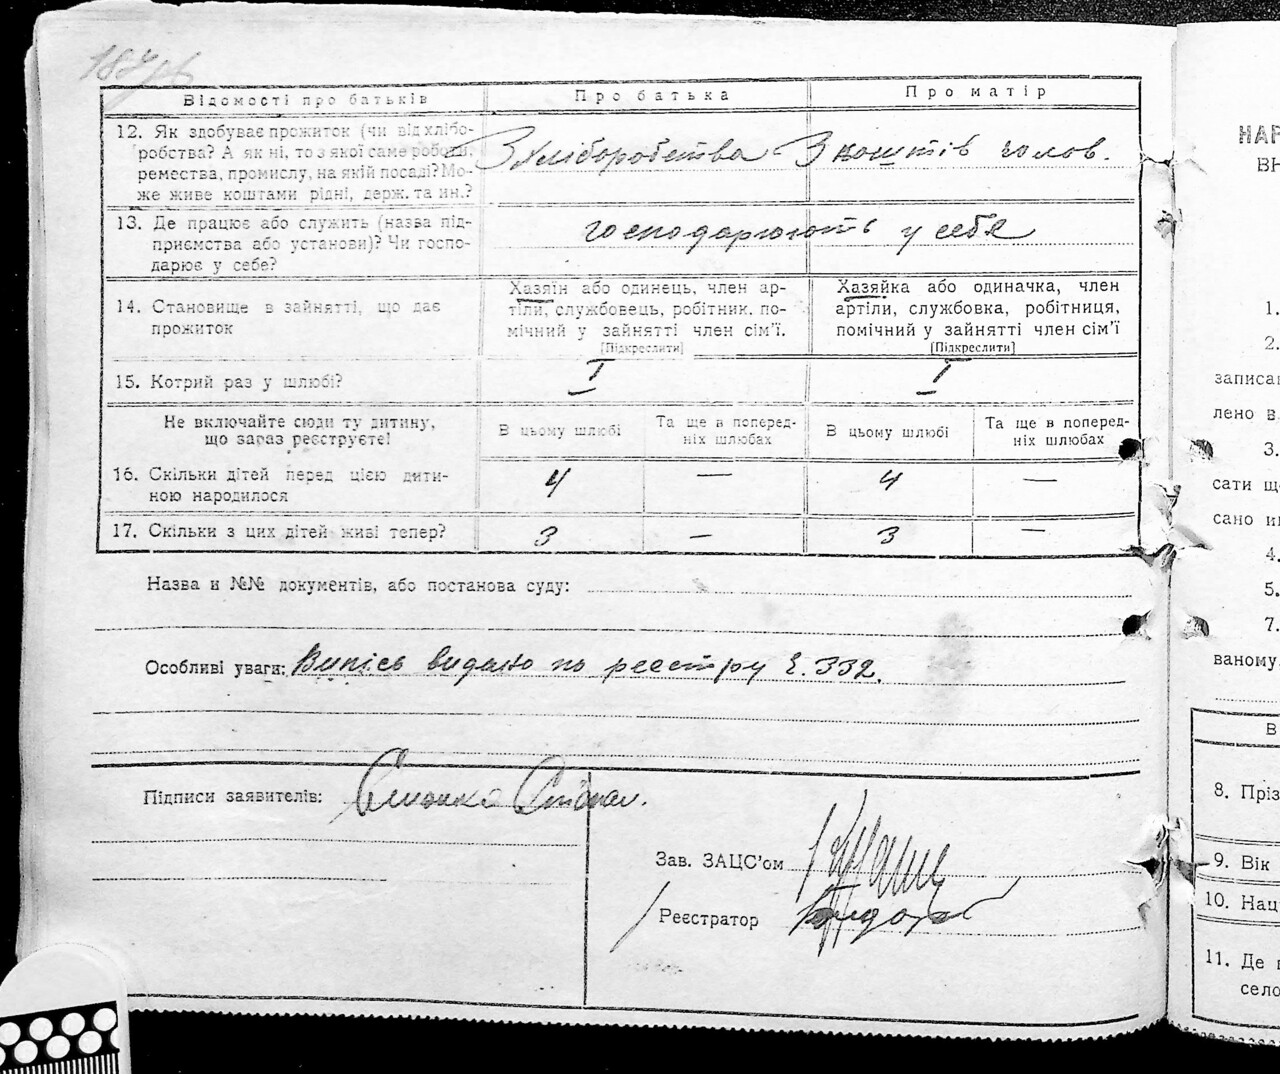 Відомості про батьків
Про батька
Про матір
12. Як здобуває прожиток (чи від хлібо-
робства? А як ні, то з якої саме роботи,
ремества, промислу, на якій посаді? Мо-
же живе коштами рідні, держ. та ин.?
З хліборобства
З коштів голов.
13. Де працює або служить (назва під-
приємства або установи)? Чи госпо-
дарює у себе?
господарюють у себе
14. Становище в зайнятті, що дає
прожиток
Хазяїн або одинець, член ар-
тіли, службовець, робітник, по-
мічний у зайнятті член сім’ї.
[Підкреслити]
Хазяйка або одиначка, член
артіли, службовка, робітниця,
помічний у зайнятті член сім’ї
[Підкреслити]
15. Котрий раз у шлюбі?
I
I
Не включайте сюди ту дитину,
що зараз реєструєте!
В цьому шлюбі
Та ще в поперед-
ніх шлюбах
В цьому шлюбі
Та ще в поперед-
ніх шлюбах
16. Скільки дітей перед цією дити-
ною народилося
4
—
4
—
17. Скільки з цих дітей живі тепер?
3
—
3
—
Назва и №№ документів, або постанова суду:
Особливі уваги: Випісь видано по реєстру Č. 332.
Підписи заявителів:
Зав. ЗАЦС’ом
Реєстратор
НАР
ВН
1.
2.
записа
лено в
3.
сати щ
сано и
4.
5.
7.
ваному
В
8. Пріз
9. Вік
10. Нац
11. Де
село